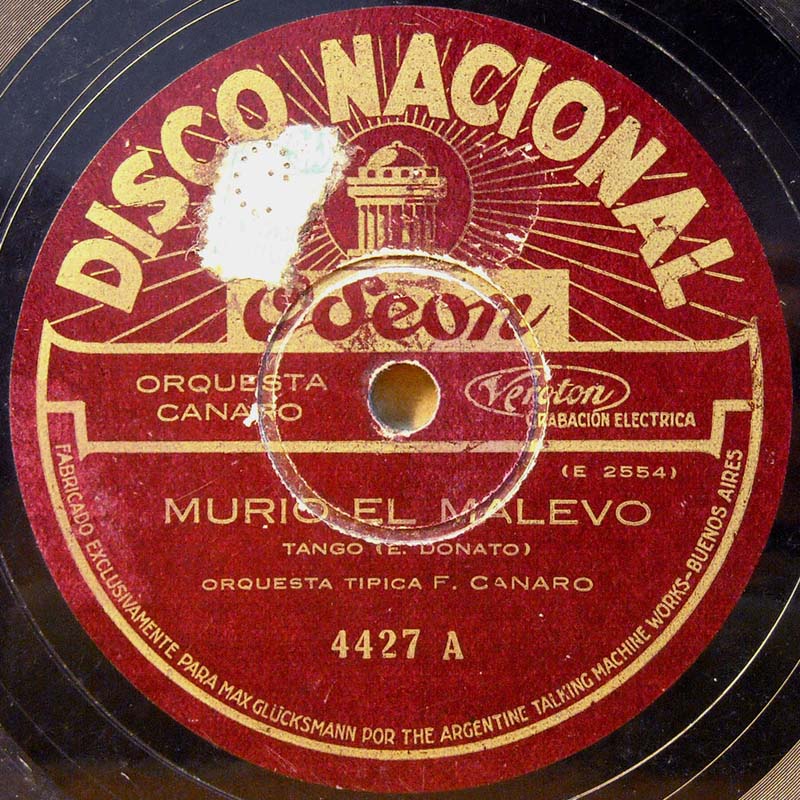 DISCO NACIONAL
Odeon
ORQUESTA
CANARO
Veroton
GRABACIÓN ELECTRICA
(E 2554)
MURIO EL MALEVO
TANGO (E. DONATO)
ORQUESTA TIPICA F. CANARO
4427 A
FABRICADO EXCLUSIVAMENTE PARA MAX GLÜCKSMANN POR THE ARGENTINE TALKING MACHINE WORKS-BUENOS AIRES